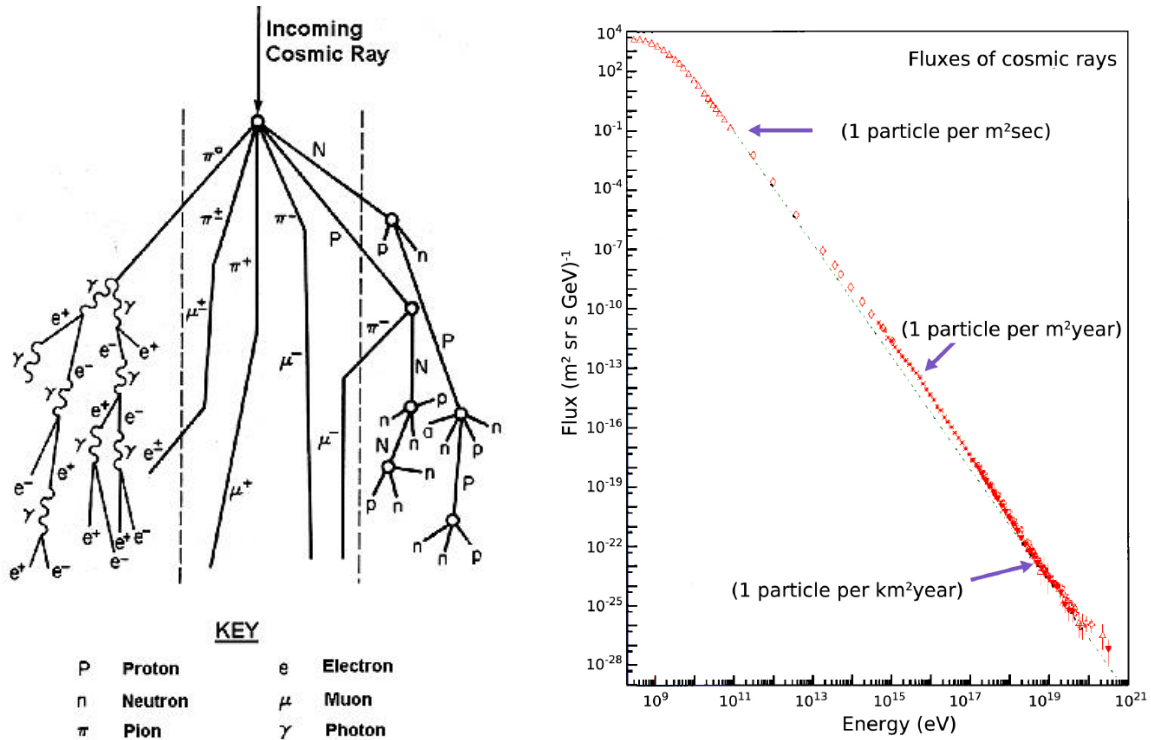 Incoming
Cosmic Ray
π°
N
π±
π⁻
P
π⁺
p
n
γ
γ
e⁺
μ±
π⁻
P
γ
e⁻
e⁻
e⁺
μ⁻
N
γ
γ
e⁺
e⁻
n
p
n
α
n
n
p
μ⁻
N
e±
γ
γ
e⁻
e⁺
μ⁺
p
n
n
P
γ
e⁺
e⁻
e⁺
e⁻
e⁺
e⁻
n
n
p
KEY
P Proton e Electron
n Neutron μ Muon
π Pion γ Photon
Fluxes of cosmic rays
(1 particle per m²sec)
(1 particle per m²year)
(1 particle per km²year)
Flux (m² sr s GeV)⁻¹
10⁴
10²
10⁻¹
10⁻⁴
10⁻⁷
10⁻¹⁰
10⁻¹³
10⁻¹⁶
10⁻¹⁹
10⁻²²
10⁻²⁵
10⁻²⁸
10⁹ 10¹¹ 10¹³ 10¹⁵ 10¹⁷ 10¹⁹ 10²¹
Energy (eV)